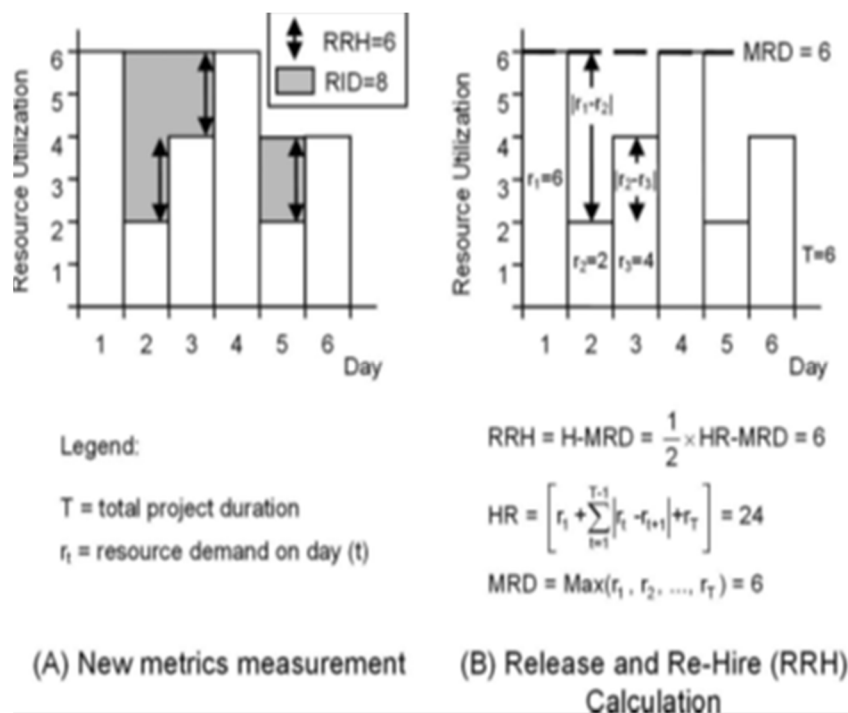 RRH=6
RID=8
Resource Utilization
6
5
4
3
2
1
1 2 3 4 5 6
Day
MRD = 6
Resource Utilization
6
5
4
3
2
1
|r₁-r₂|
r₁=6
|r₂-r₃|
r₂=2
r₃=4
T=6
1 2 3 4 5 6
Day
Legend:
T = total project duration
rₜ = resource demand on day (t)
RRH = H-MRD = 1/2 × HR-MRD = 6
HR = [r₁ + ∑_{t=1}^{T-1} |rₜ -rₜ₊₁| +r_T] = 24
MRD = Max(r₁ , r₂, ..., r_T ) = 6
(A) New metrics measurement
(B) Release and Re-Hire (RRH)
Calculation